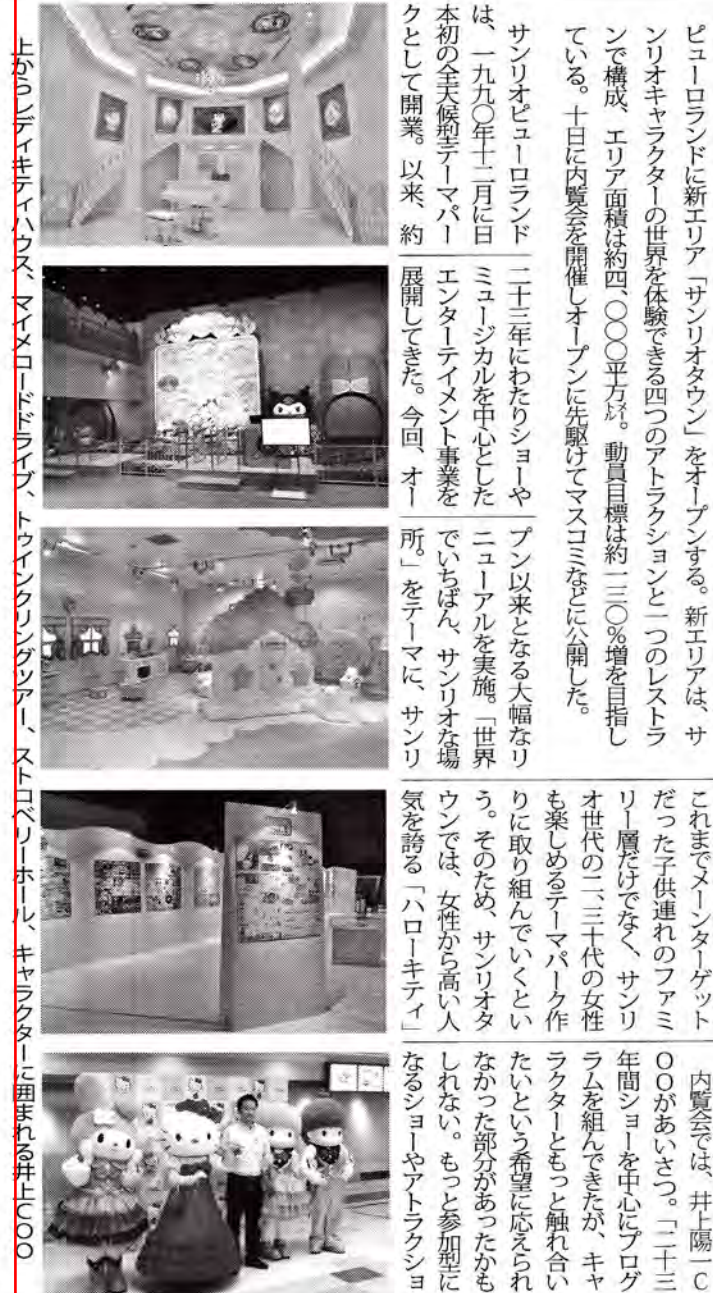 ピューロランドに新エリア「サンリオタウン」をオープンする。新エリアは、サ
ンリオキャラクターの世界を体験できる四つのアトラクションと一つのレストラ
ンで構成、エリア面積は約四、〇〇〇平方㍍。動員目標は約一三〇%増を目指し
ている。十日に内覧会を開催しオープンに先駆けてマスコミなどに公開した。
サンリオピューロランド
は、一九九〇年十二月に日
本初の全天候型テーマパー
クとして開業。以来、約
二十三年にわたりショーや
ミュージカルを中心とした
エンターテイメント事業を
展開してきた。今回、オー
プン以来となる大幅なリ
ニューアルを実施。「世界
でいちばん、サンリオな場
所。」をテーマに、サンリ
これまでメーンターゲット
だった子供連れのファミ
リー層だけでなく、サンリ
オ世代の二、三十代の女性
も楽しめるテーマパーク作
りに取り組んでいくとい
う。そのため、サンリオタ
ウンでは、女性から高い人
気を誇る「ハローキティ」
内覧会では、井上陽一C
OOがあいさつ。「二十三
年間ショーを中心にプログ
ラムを組んできたが、キャ
ラクターともっと触れ合い
たいという希望に応えられ
なかった部分があったかも
しれない。もっと参加型に
なるショーやアトラクショ
上からレディキティハウス、マイメロードドライブ、トゥインクリングツアー、ストロベリーホール、キャラクターに囲まれる井上COO